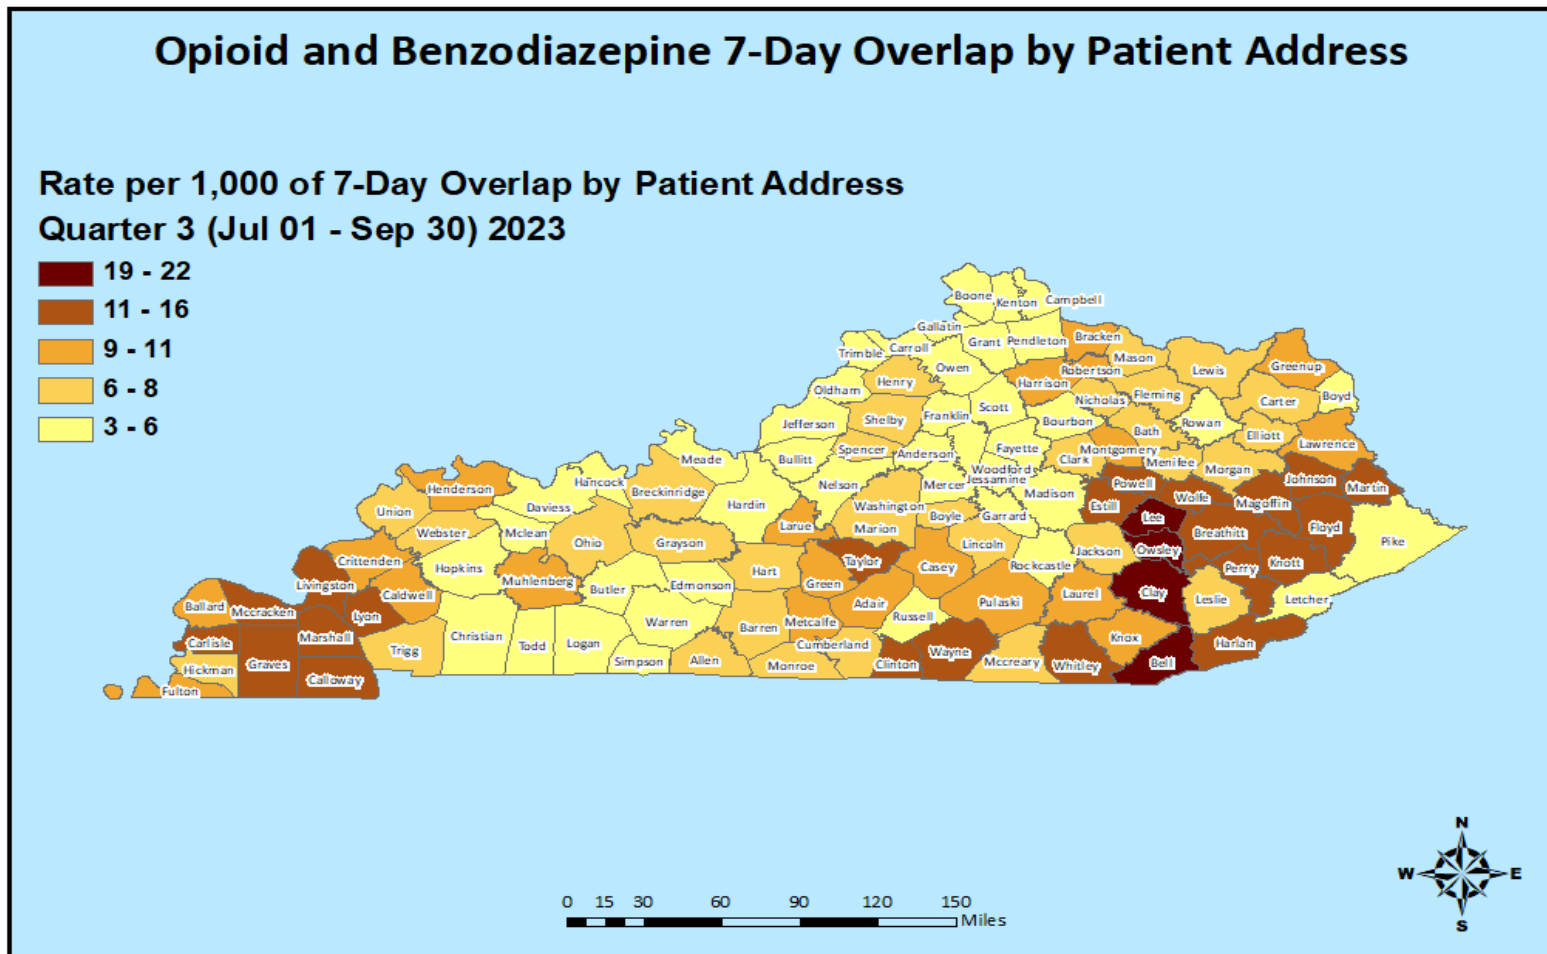 Opioid and Benzodiazepine 7-Day Overlap by Patient Address
Rate per 1,000 of 7-Day Overlap by Patient Address
Quarter 3 (Jul 01 - Sep 30) 2023
19 - 22
11 - 16
9 - 11
6 - 8
3 - 6
Boone
Kenton
Campbell
Gallatin
Grant
Pendleton
Bracken
Trimble
Carroll
Owen
Mason
Robertson
Lewis
Greenup
Oldham
Henry
Harrison
Nicholas
Fleming
Carter
Boyd
Jefferson
Shelby
Franklin
Scott
Bourbon
Rowan
Bath
Elliott
Lawrence
Bullitt
Spencer
Anderson
Fayette
Woodford
Jessamine
Clark
Montgomery
Menifee
Morgan
Meade
Hancock
Breckinridge
Hardin
Nelson
Mercer
Madison
Powell
Estill
Wolfe
Magoffin
Johnson
Martin
Henderson
Union
Daviess
Webster
Mclean
Ohio
Grayson
Larue
Washington
Marion
Boyle
Garrard
Lincoln
Lee
Owsley
Breathitt
Floyd
Pike
Crittenden
Livingston
Hopkins
Caldwell
Muhlenberg
Butler
Edmonson
Hart
Green
Taylor
Casey
Rockcastle
Jackson
Perry
Knott
Ballard
Mccracken
Lyon
Carlisle
Marshall
Christian
Todd
Logan
Warren
Barren
Metcalfe
Adair
Russell
Pulaski
Laurel
Clay
Leslie
Letcher
Hickman
Graves
Calloway
Trigg
Simpson
Allen
Monroe
Cumberland
Clinton
Wayne
Mccreary
Whitley
Knox
Bell
Harlan
Fulton
N
W
E
S
0 15 30 60 90 120 150
Miles